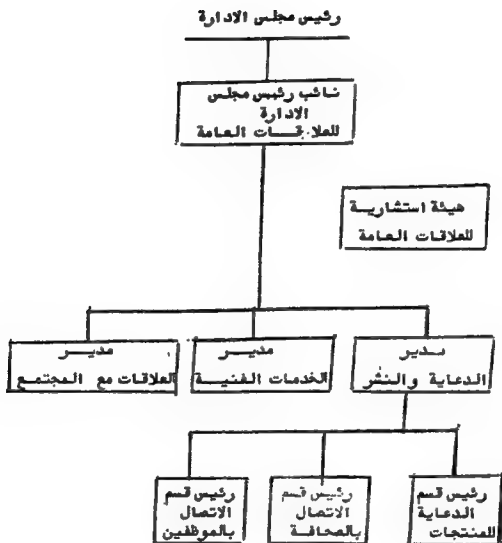 رئيس مجلس الادارة
نائب رئيس مجلس
الادارة
للعلاقات العامة
هيئة استشارية
للعلاقات العامة
مدير
الدعاية والنشر
مدير
الخدمات الفنية
مدير
العلاقات مع المجتمع
رئيس قسم
الدعاية
للمنتجات
رئيس قسم
الاتصال
بالصحافة
رئيس قسم
الاتصال
بالموظفين